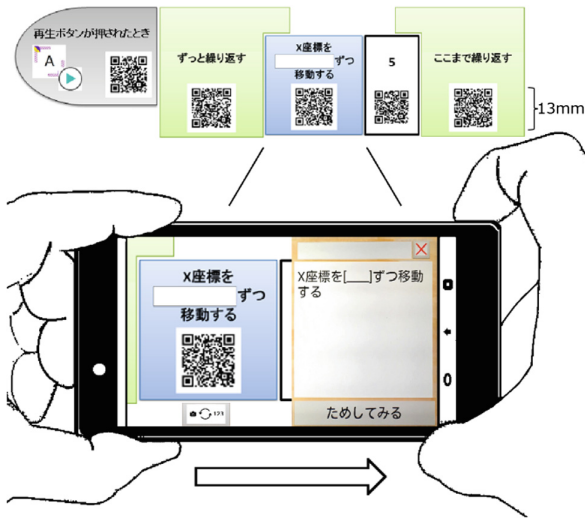 再生ボタンが押されたとき
A
ずっと繰り返す
X座標を
ずつ
移動する
5
ここまで繰り返す
13mm
X座標を
ずつ
移動する
X座標を[___]ずつ移動
する
123
ためしてみる